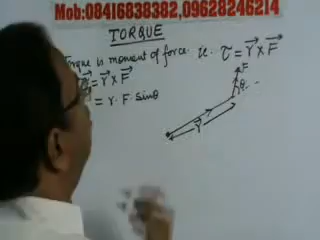 Mob:08416838382,09628246214
TORQUE
Torque is moment of force. i.e. τ = r × F
= r × F
= r. F. Sinθ
F
θ
r